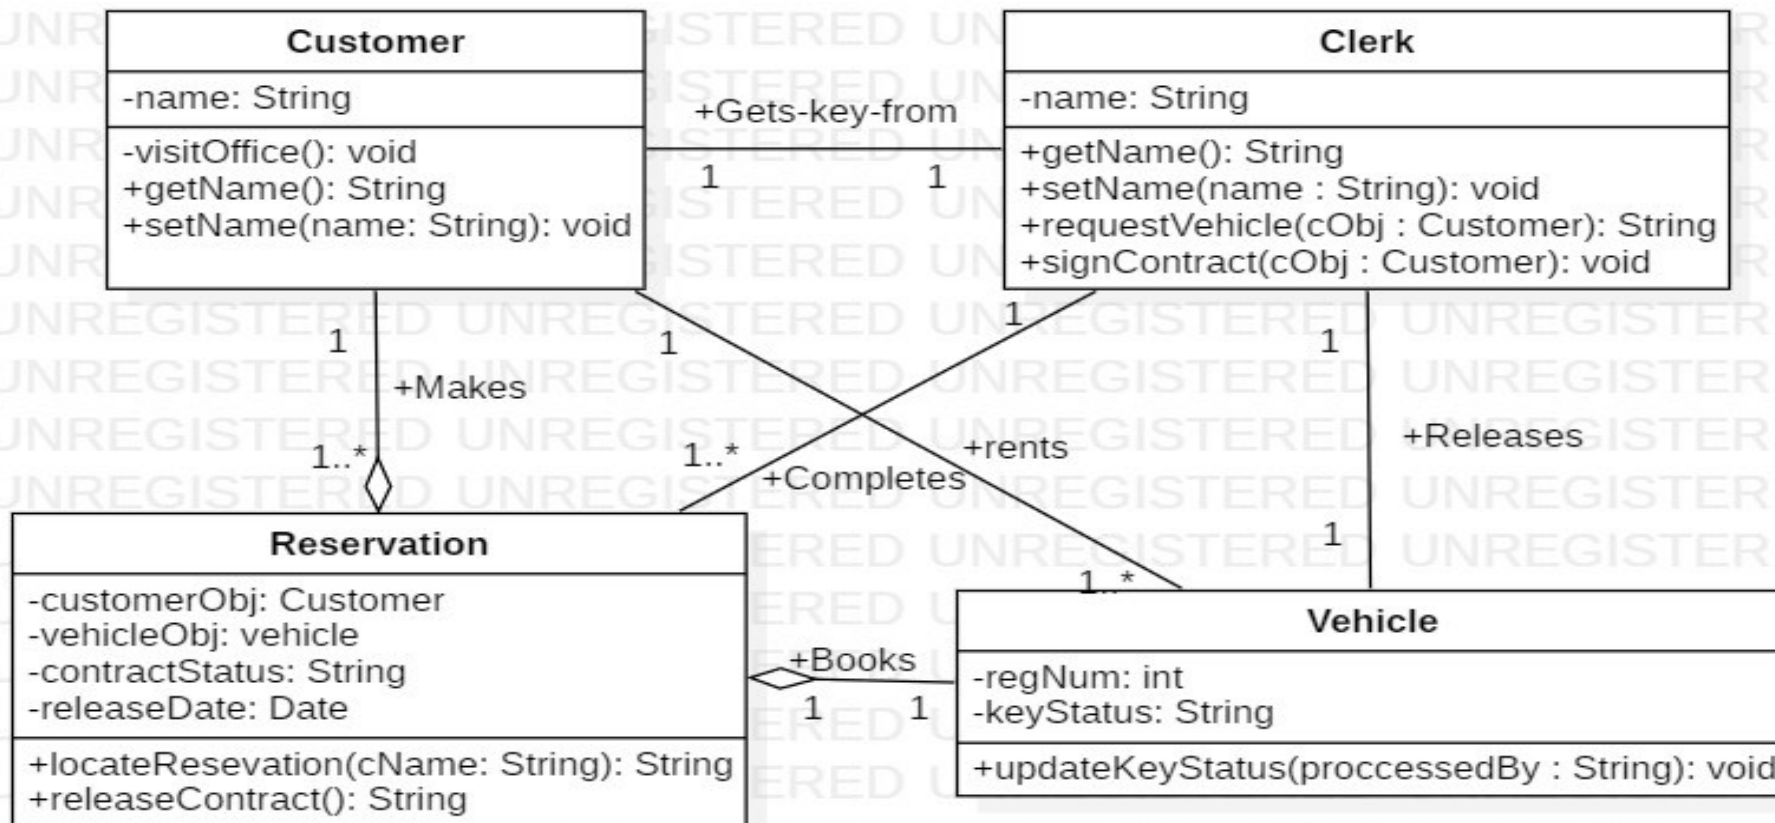 Customer
-name: String
-visitOffice(): void
+getName(): String
+setName(name: String): void
+Gets-key-from
1
1
Clerk
-name: String
+getName(): String
+setName(name : String): void
+requestVehicle(cObj : Customer): String
+signContract(cObj : Customer): void
1
+Makes
1..*
1
+rents
1..*
1
+Completes
1..*
1
+Releases
1
Reservation
-customerObj: Customer
-vehicleObj: vehicle
-contractStatus: String
-releaseDate: Date
+locateResevation(cName: String): String
+releaseContract(): String
+Books
1
1
Vehicle
-regNum: int
-keyStatus: String
+updateKeyStatus(proccessedBy : String): void
UNREGISTERED UNREGISTERED UNREGISTERED